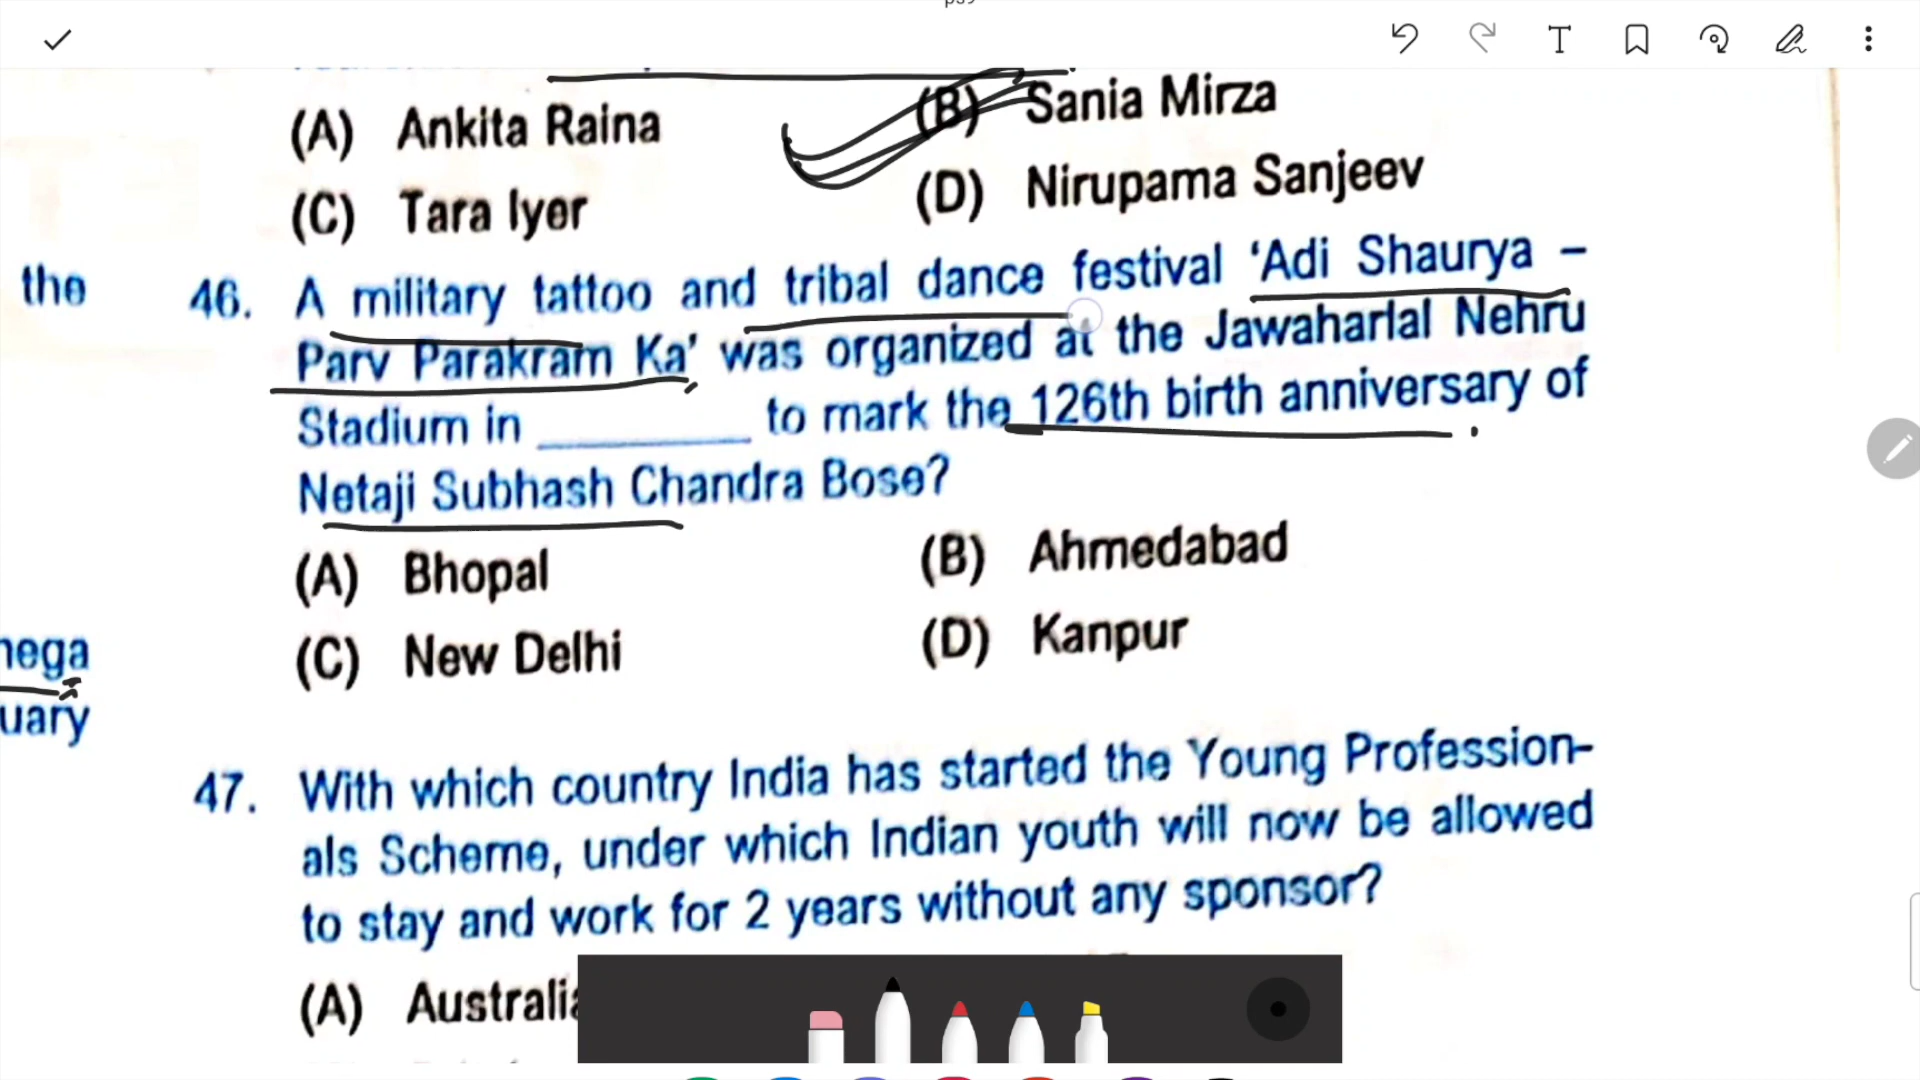 (A) Ankita Raina (B) Sania Mirza
(C) Tara Iyer (D) Nirupama Sanjeev
the
46. A military tattoo and tribal dance festival ‘Adi Shaurya –
Parv Parakram Ka’ was organized at the Jawaharlal Nehru
Stadium in ________ to mark the 126th birth anniversary of
Netaji Subhash Chandra Bose?
(A) Bhopal (B) Ahmedabad
(C) New Delhi (D) Kanpur
uary
47. With which country India has started the Young Profession-
als Scheme, under which Indian youth will now be allowed
to stay and work for 2 years without any sponsor?
(A) Australia